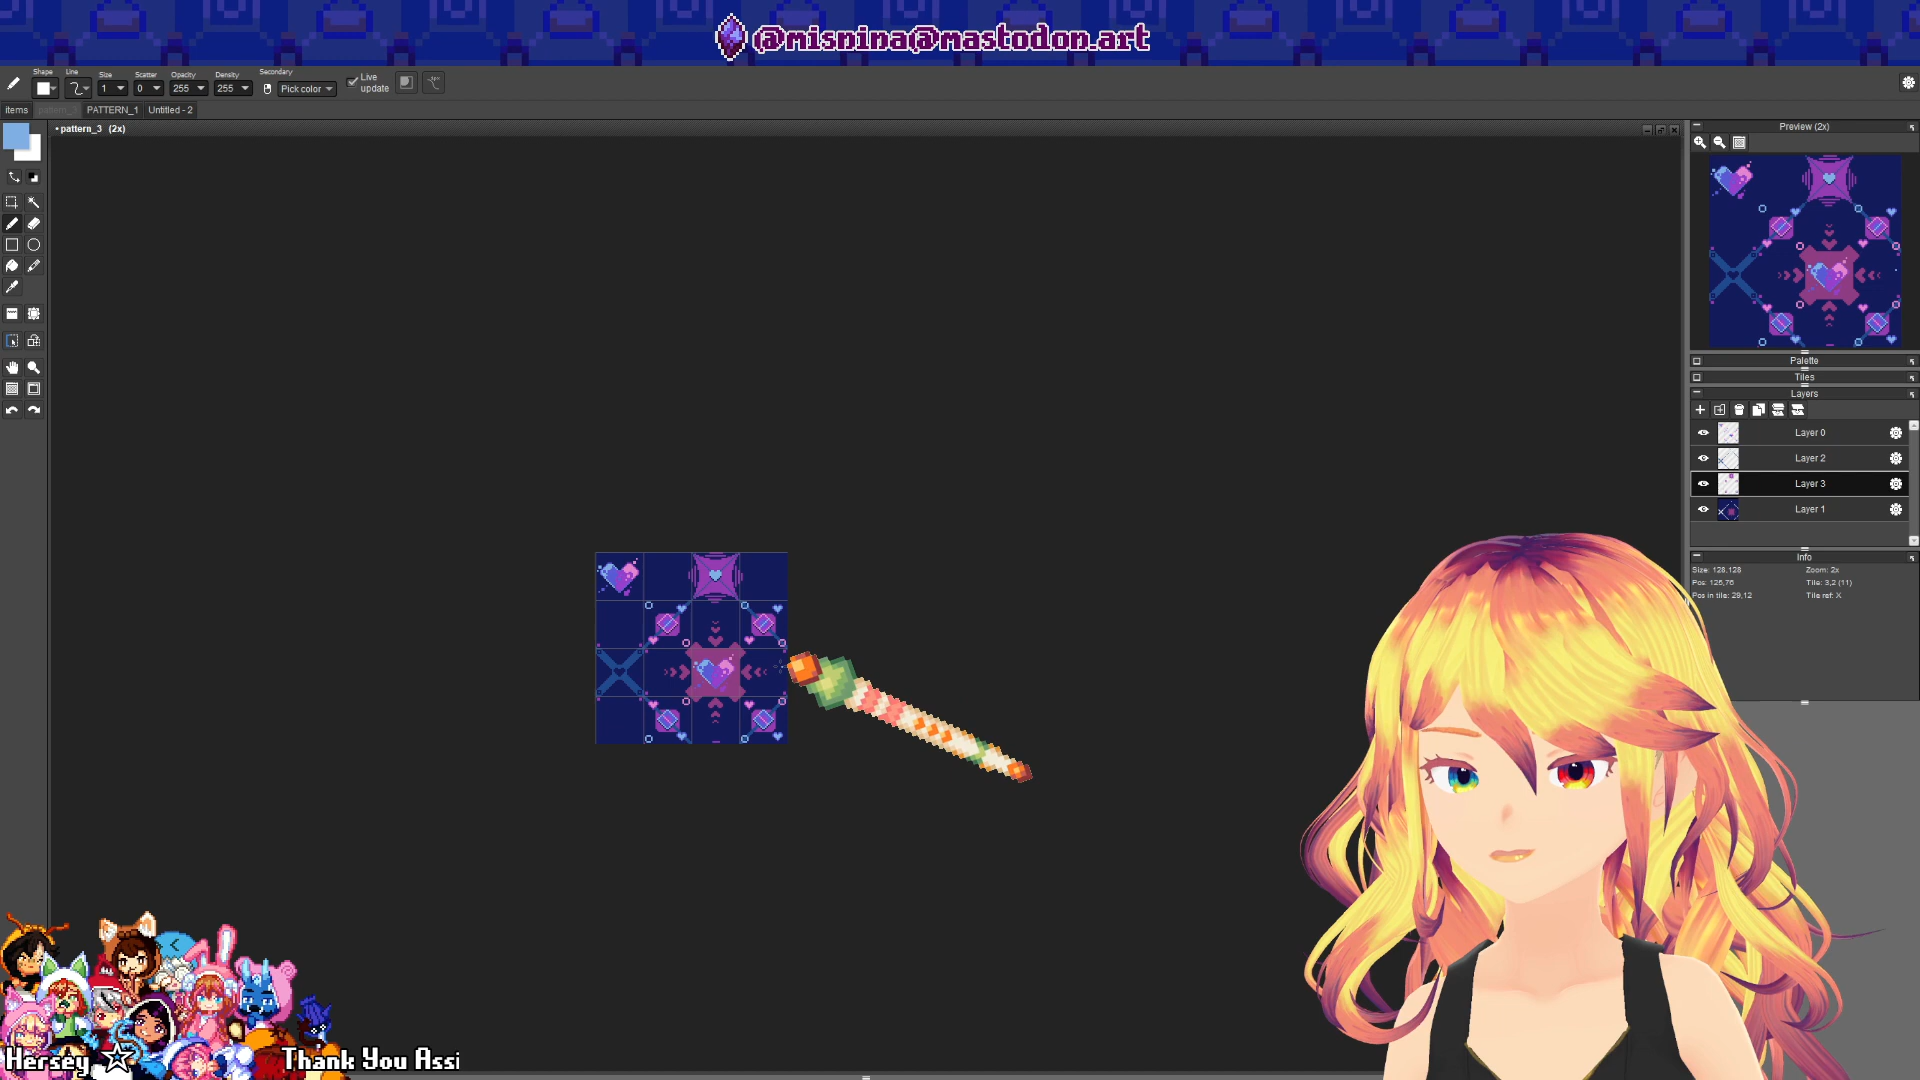 @misnina@mastodon.art
Shape Line Size Scatter Opacity Density Secondary
1 0 255 255 Pick color Live update
items pattern_3 PATTERN_1 Untitled - 2
• pattern_3 (2x)
Preview (2x)
Palette
Tiles
Layers
Layer 0
Layer 2
Layer 3
Layer 1
Info
Size: 128,128 Zoom: 2x
Pos: 125,76 Tile: 3,2 (11)
Pos in tile: 29,12 Tile ref: X
Hersey Thank You Assi